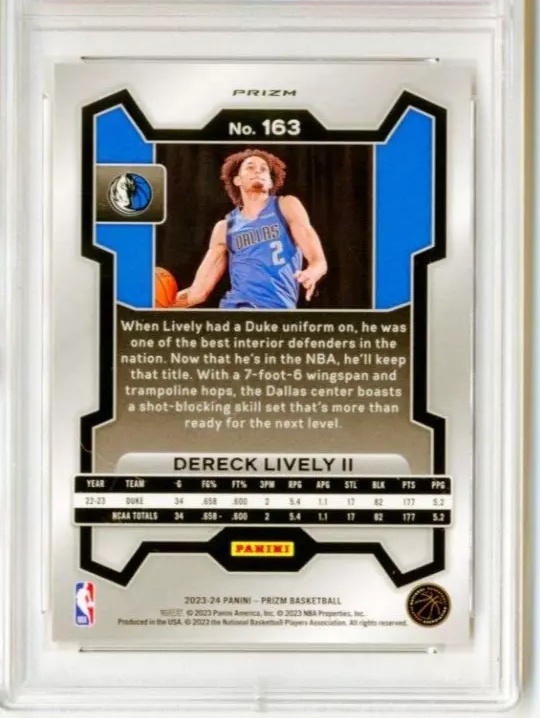 PRIZM
No. 163
DALLAS
2
When Lively had a Duke uniform on, he was
one of the best interior defenders in the
nation. Now that he's in the NBA, he'll keep
that title. With a 7-foot-6 wingspan and
trampoline hops, the Dallas center boasts
a shot-blocking skill set that's more than
ready for the next level.
DERECK LIVELY II
YEAR TEAM G FG% FT% 3PM RPG APG STL BLK PTS PPG
22-23 DUKE 34 .658 .600 2 5.4 1.1 17 82 177 5.2
NCAA TOTALS 34 .658 .600 2 5.4 1.1 17 82 177 5.2
PANINI
2023-24 PANINI – PRIZM BASKETBALL
© 2023 Panini America, Inc. © 2023 NBA Properties, Inc.
Produced in the USA. © 2023 the National Basketball Players Association. All rights reserved.